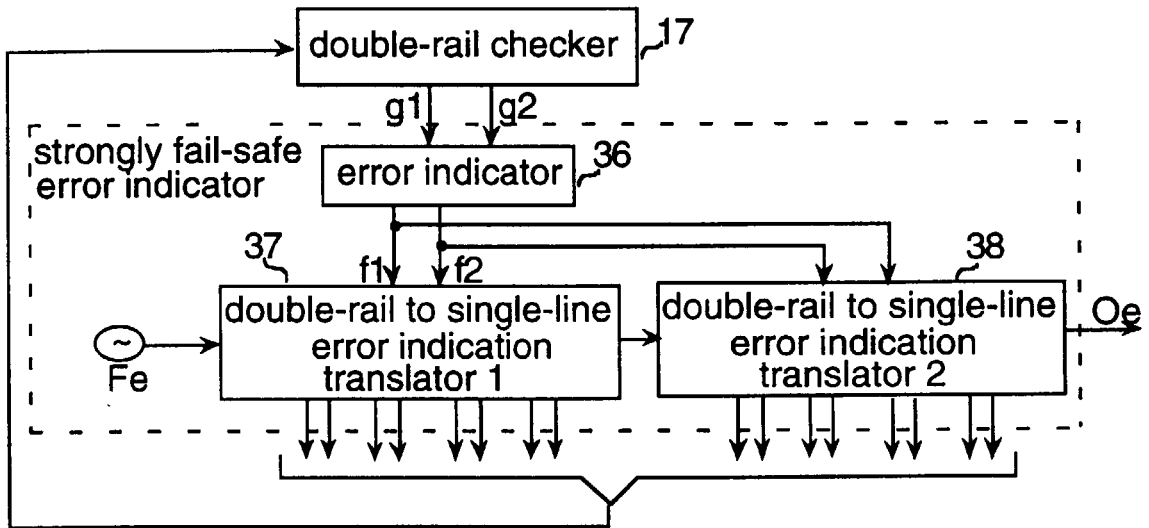 double-rail checker
17
g1
g2
strongly fail-safe
error indicator
error indicator
36
37
f1
f2
38
double-rail to single-line
error indication
translator 1
double-rail to single-line
error indication
translator 2
~
Fe
Oe